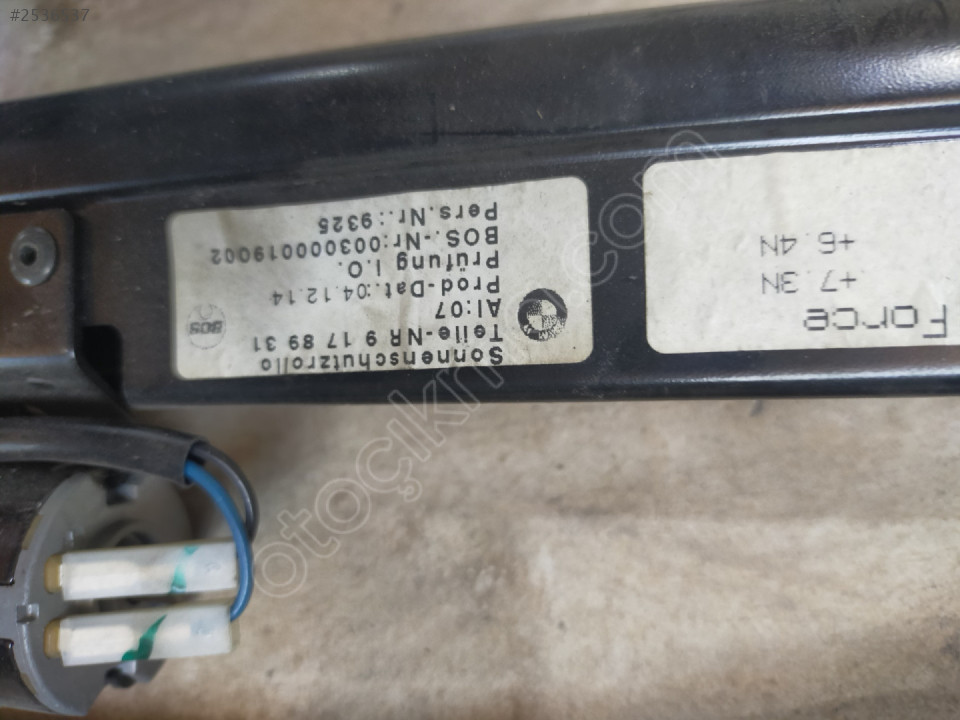 Sonnenschutzrollo
Teile-NR 9 17 89 31
AI:07
Prod-Dat.:04.12.14
Prüfung i.O.
BOS.-Nr:003000019002
Pers.Nr.:9325
BOS
Force
+7.3N
+6.4N
otoçıkma.com